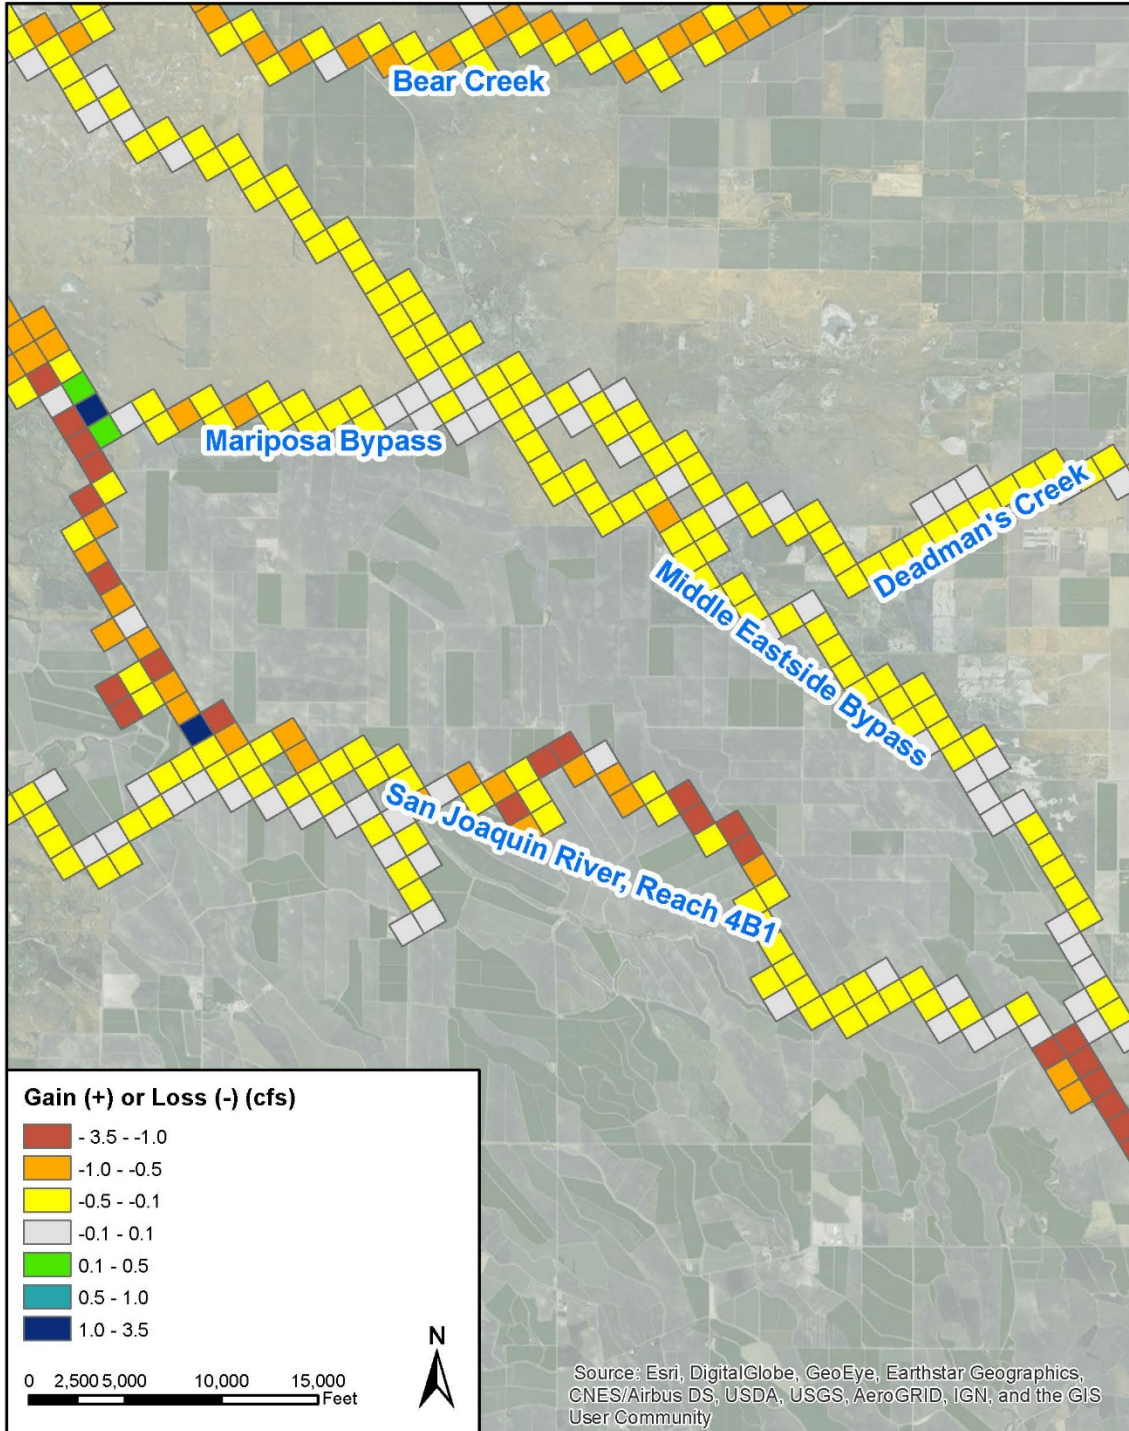 Bear Creek
Mariposa Bypass
Deadman's Creek
Middle Eastside Bypass
San Joaquin River, Reach 4B1
Gain (+) or Loss (-) (cfs)
- 3.5 - -1.0
-1.0 - -0.5
-0.5 - -0.1
-0.1 - 0.1
0.1 - 0.5
0.5 - 1.0
1.0 - 3.5
N
0 2,500 5,000 10,000 15,000
Feet
Source: Esri, DigitalGlobe, GeoEye, Earthstar Geographics,
CNES/Airbus DS, USDA, USGS, AeroGRID, IGN, and the GIS
User Community